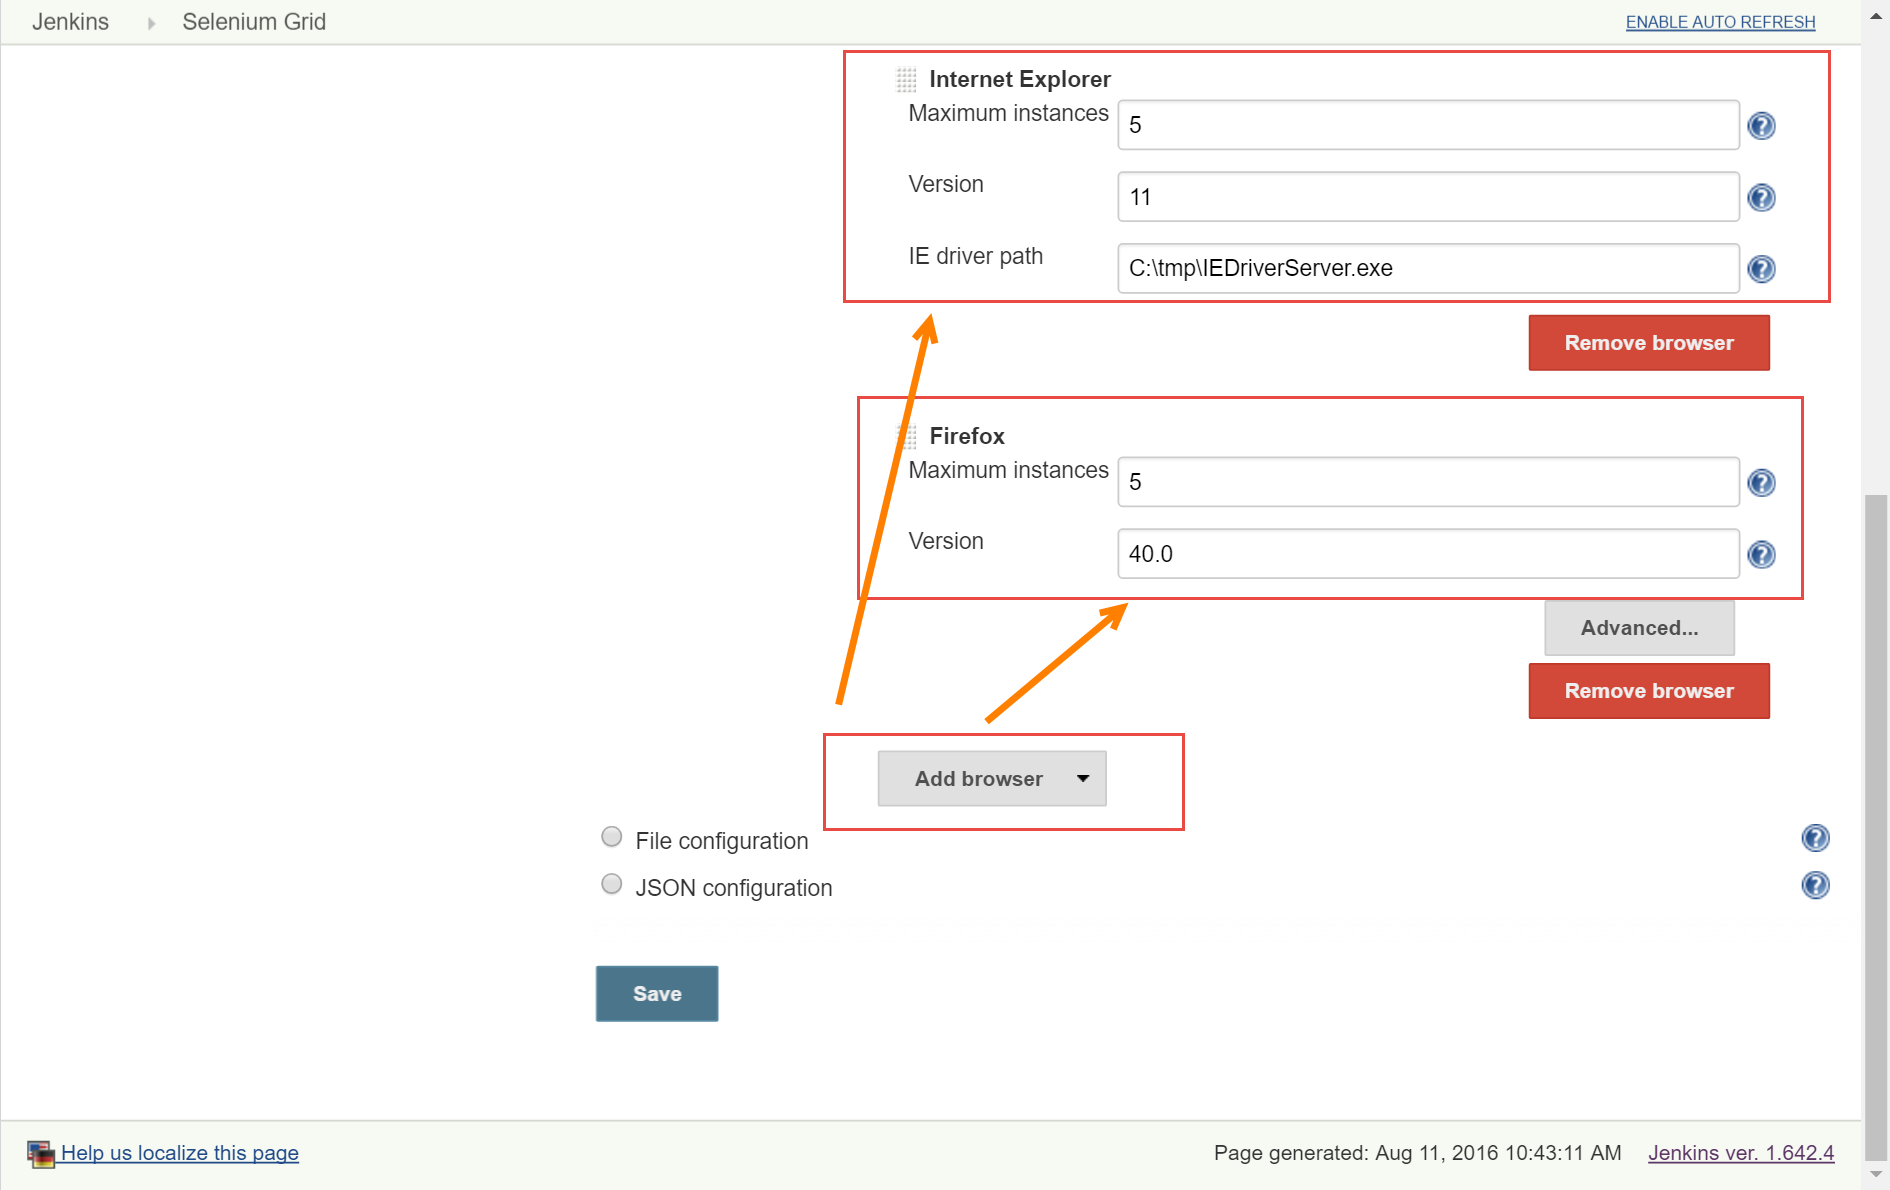 Jenkins
Selenium Grid
ENABLE AUTO REFRESH
Internet Explorer
Maximum instances
5
Version
11
IE driver path
C:\tmp\IEDriverServer.exe
Remove browser
Firefox
Maximum instances
5
Version
40.0
Advanced...
Remove browser
Add browser
File configuration
JSON configuration
Save
Help us localize this page
Page generated: Aug 11, 2016 10:43:11 AM
Jenkins ver. 1.642.4